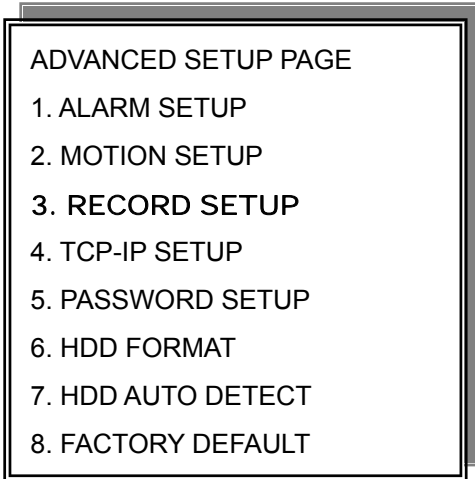 ADVANCED SETUP PAGE
1. ALARM SETUP
2. MOTION SETUP
3. RECORD SETUP
4. TCP-IP SETUP
5. PASSWORD SETUP
6. HDD FORMAT
7. HDD AUTO DETECT
8. FACTORY DEFAULT